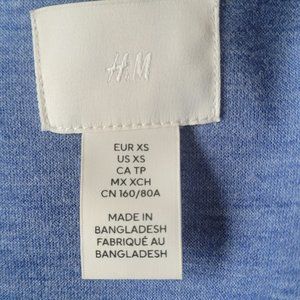 H&M
EUR XS
US XS
CA TP
MX XCH
CN 160/80A
MADE IN
BANGLADESH
FABRIQUÉ AU
BANGLADESH